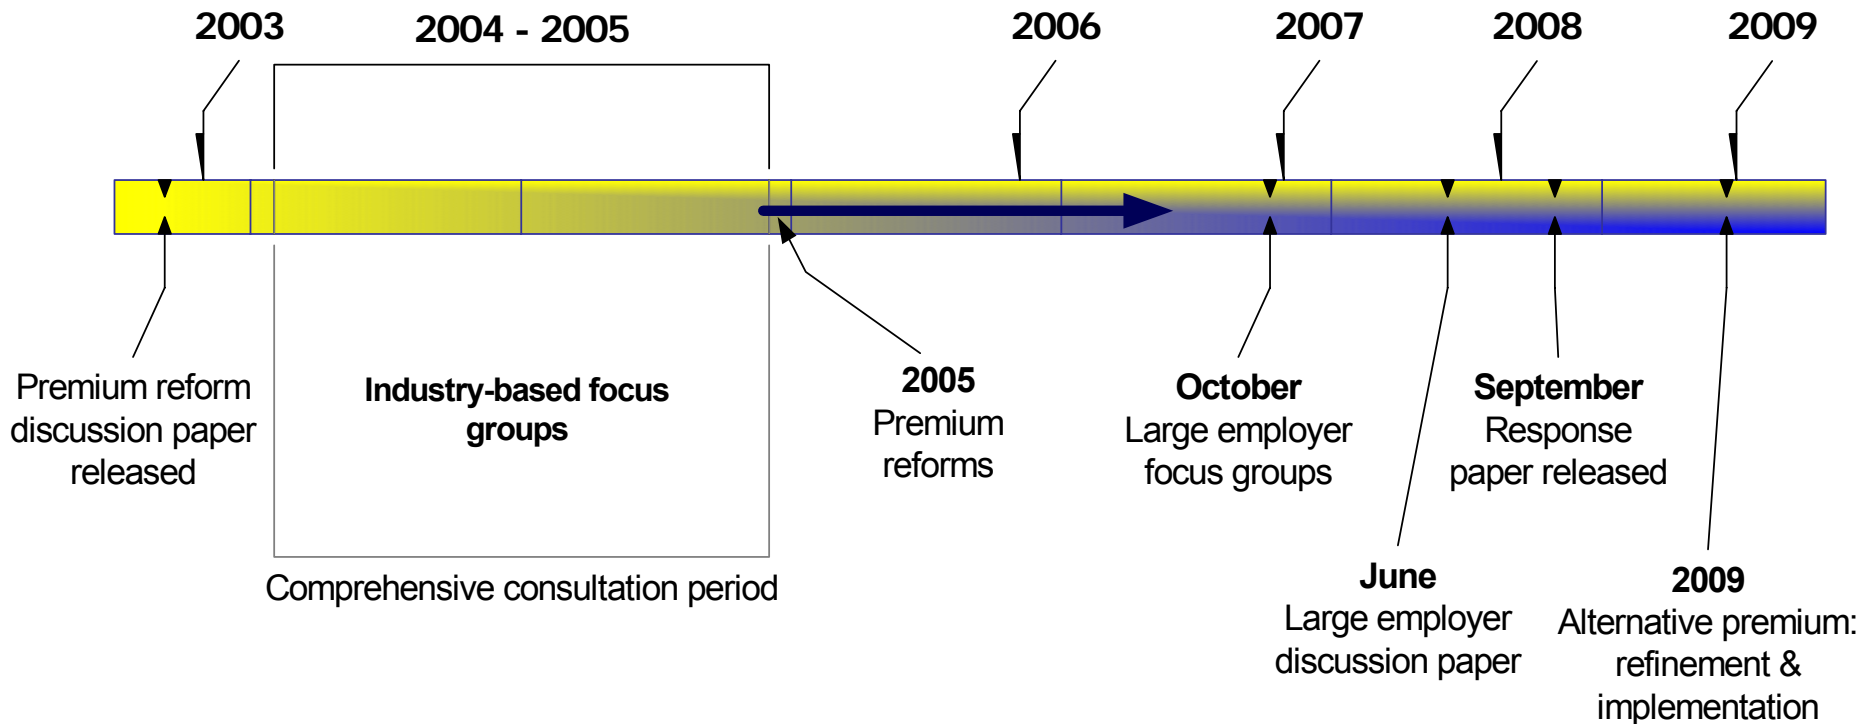 2003
2004 - 2005
2006
2007
2008
2009
Premium reform
discussion paper
released
Industry-based focus
groups
Comprehensive consultation period
2005
Premium
reforms
October
Large employer
focus groups
June
Large employer
discussion paper
September
Response
paper released
2009
Alternative premium:
refinement &
implementation